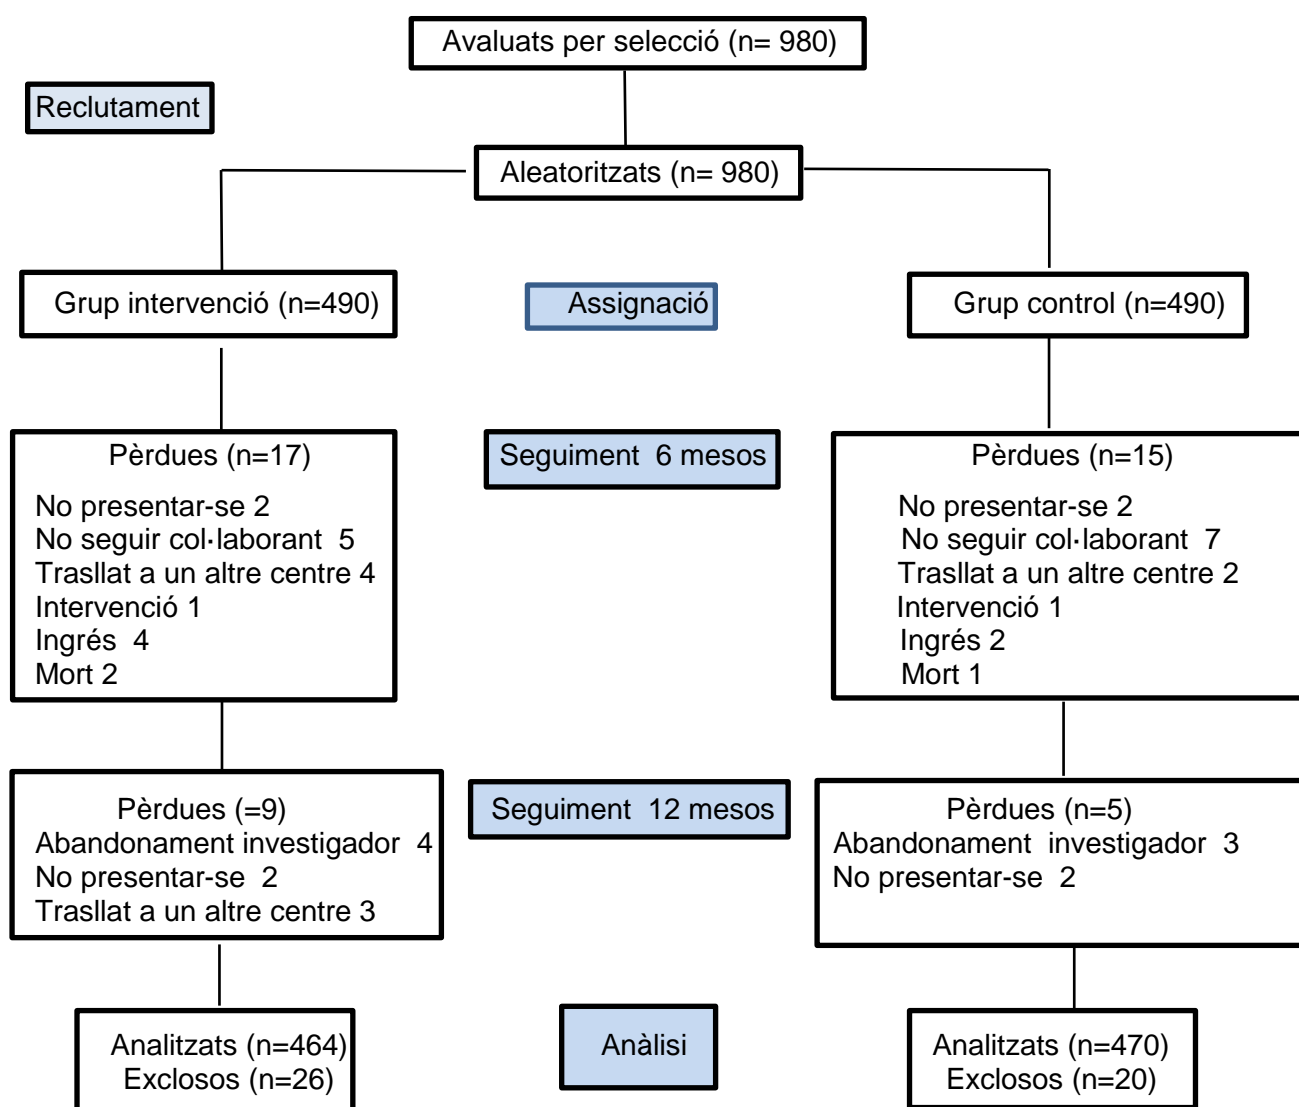 Avaluats per selecció (n= 980)
Reclutament
Aleatoritzats (n= 980)
Grup intervenció (n=490)
Assignació
Grup control (n=490)
Pèrdues (n=17)
No presentar-se 2
No seguir col·laborant 5
Trasllat a un altre centre 4
Intervenció 1
Ingrés 4
Mort 2
Seguiment 6 mesos
Pèrdues (n=15)
No presentar-se 2
No seguir col·laborant 7
Trasllat a un altre centre 2
Intervenció 1
Ingrés 2
Mort 1
Pèrdues (=9)
Abandonament investigador 4
No presentar-se 2
Trasllat a un altre centre 3
Seguiment 12 mesos
Pèrdues (n=5)
Abandonament investigador 3
No presentar-se 2
Analitzats (n=464)
Exclosos (n=26)
Anàlisi
Analitzats (n=470)
Exclosos (n=20)